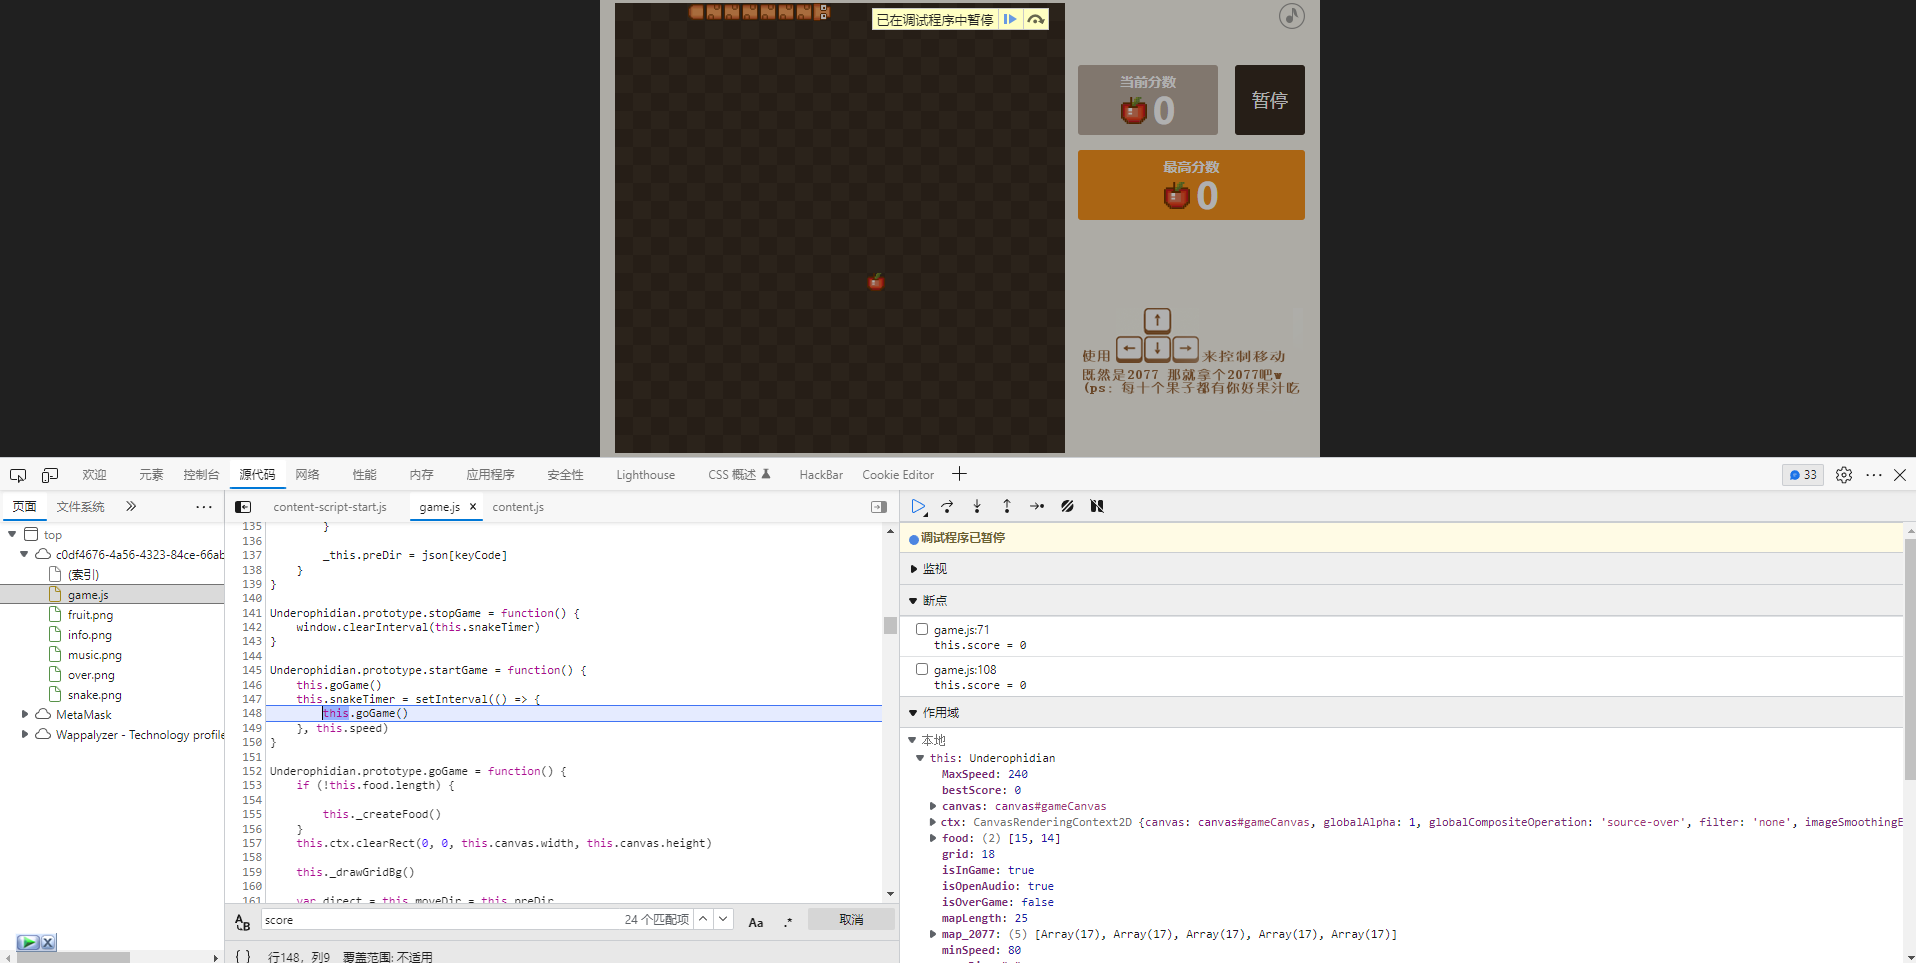 已在调试程序中暂停
当前分数
0
暂停
最高分数
0
使用 ↑ ← ↓ → 来控制移动
既然是2077 那就拿个2077吧w
(ps: 每十个果子都有你好果汁吃
欢迎 元素 控制台 源代码 网络 性能 内存 应用程序 安全性 Lighthouse CSS 概述 HackBar Cookie Editor
33
页面 文件系统
top
c0df4676-4a56-4323-84ce-66ab
(索引)
game.js
fruit.png
info.png
music.png
over.png
snake.png
MetaMask
Wappalyzer - Technology profile
content-script-start.js game.js × content.js
135 }
136
137 _this.preDir = json[keyCode]
138 }
139 }
140
141 Underophidian.prototype.stopGame = function() {
142 window.clearInterval(this.snakeTimer)
143 }
144
145 Underophidian.prototype.startGame = function() {
146 this.goGame()
147 this.snakeTimer = setInterval(() => {
148 this.goGame()
149 }, this.speed)
150 }
151
152 Underophidian.prototype.goGame = function() {
153 if (!this.food.length) {
154
155 this._createFood()
156 }
157 this.ctx.clearRect(0, 0, this.canvas.width, this.canvas.height)
158
159 this._drawGridBg()
160
161 var direct = this.moveDir = this.preDir
score 24 个匹配项 Aa .* 取消
{ } 行148，列9 覆盖范围: 不适用
调试程序已暂停
监视
断点
game.js:71
this.score = 0
game.js:108
this.score = 0
作用域
本地
this: Underophidian
MaxSpeed: 240
bestScore: 0
canvas: canvas#gameCanvas
ctx: CanvasRenderingContext2D {canvas: canvas#gameCanvas, globalAlpha: 1, globalCompositeOperation: 'source-over', filter: 'none', imageSmoothingE
food: (2) [15, 14]
grid: 18
isInGame: true
isOpenAudio: true
isOverGame: false
mapLength: 25
map_2077: (5) [Array(17), Array(17), Array(17), Array(17), Array(17)]
minSpeed: 80